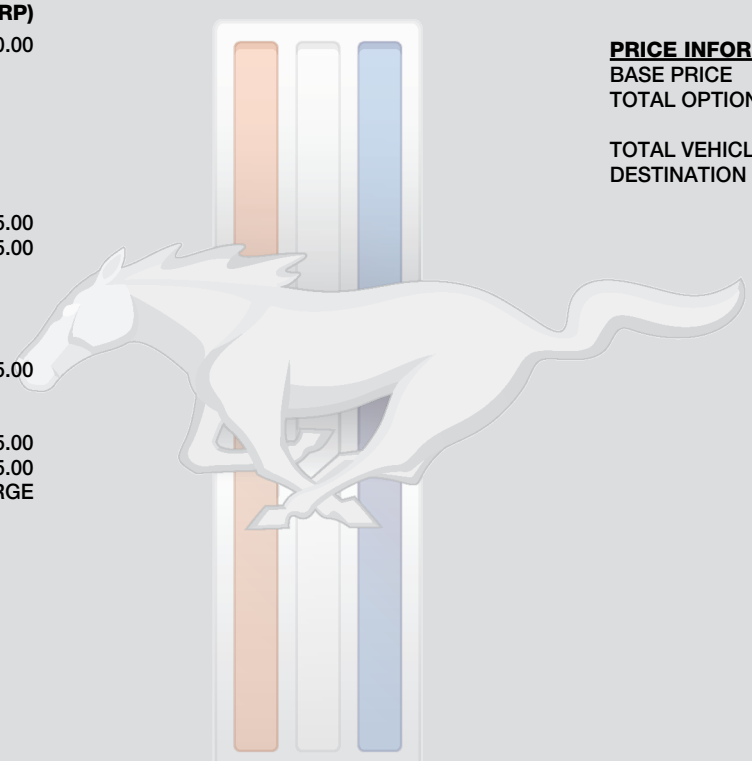 RP)
0.00
5.00
5.00
5.00
5.00
5.00
RGE
PRICE INFOR
BASE PRICE
TOTAL OPTION
TOTAL VEHICL
DESTINATION